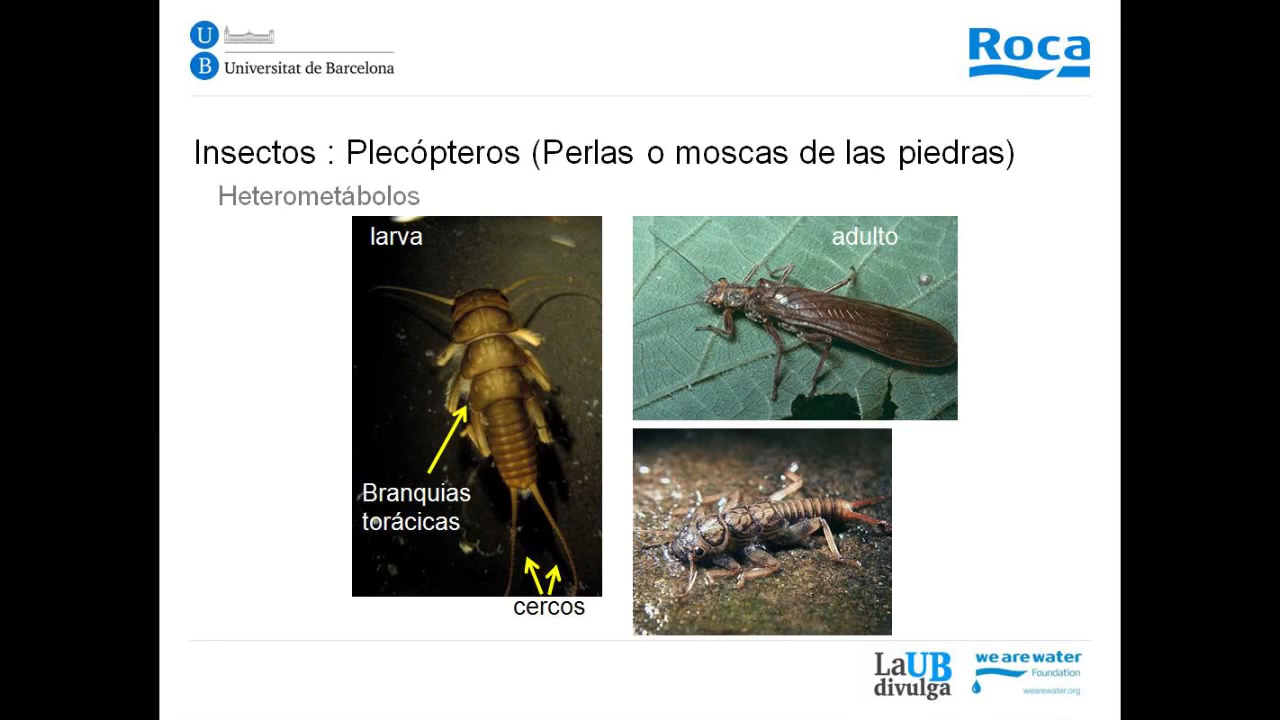 U
B
Universitat de Barcelona
Roca
Insectos : Plecópteros (Perlas o moscas de las piedras)
Heterometábolos
larva
adulto
Branquias
torácicas
cercos
LaUB
divulga
we are water
Foundation
wearewater.org